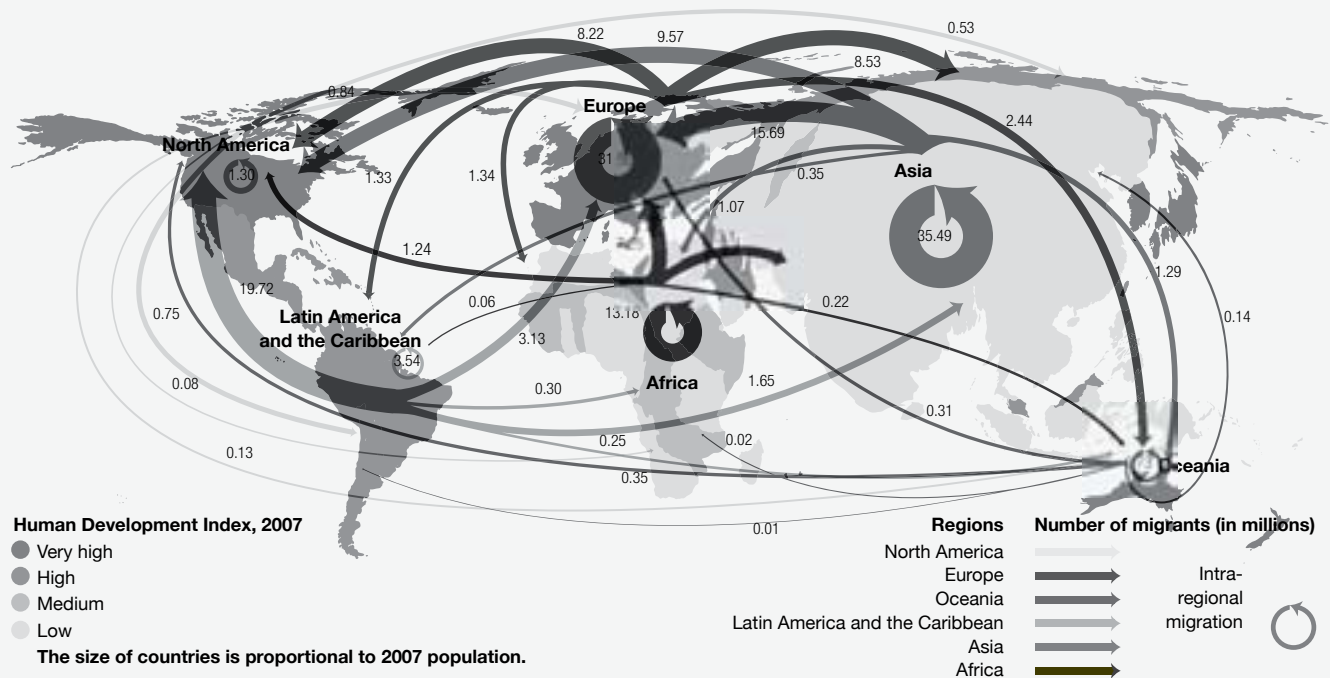 0.53
8.22
9.57
8.53
0.84
Europe
2.44
15.69
North America
31
1.30
1.33
1.34
0.35
Asia
1.07
35.49
1.24
1.29
19.72
0.06
0.22
0.75
13.18
0.14
Latin America
and the Caribbean
3.13
3.54
Africa
1.65
0.08
0.30
0.31
0.25
0.02
0.13
0.35
Oceania
0.01
Human Development Index, 2007
Very high
High
Medium
Low
The size of countries is proportional to 2007 population.
Regions
Number of migrants (in millions)
North America
Europe
Oceania
Latin America and the Caribbean
Asia
Africa
Intra-
regional
migration